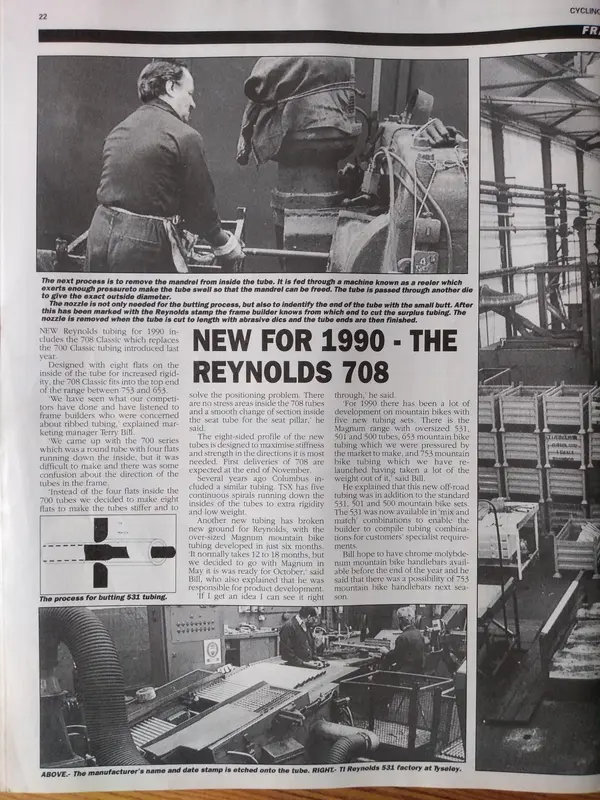 22
CYCLING
FRA
The next process is to remove the mandrel from inside the tube. It is fed through a machine known as a reeler which
exerts enough pressureto make the tube swell so that the mandrel can be freed. The tube is passed through another die
to give the exact outside diameter.
The nozzle is not only needed for the butting process, but also to indentify the end of the tube with the small butt. After
this has been marked with the Reynolds stamp the frame builder knows from which end to cut the surplus tubing. The
nozzle is removed when the tube is cut to length with abrasive dics and the tube ends are then finished.
NEW FOR 1990 - THE
REYNOLDS 708
NEW Reynolds tubing for 1990 in-
cludes the 708 Classic which replaces
the 700 Classic tubing introduced last
year.
Designed with eight flats on the
inside of the tube for increased rigid-
ity, the 708 Classic fits into the top end
of the range between 753 and 653.
'We have seen what our competi-
tors have done and have listened to
frame builders who were concerned
about ribbed tubing,' explained mar-
keting manager Terry Bill.
'We came up with the 700 series
which was a round tube with four flats
running down the inside, but it was
difficult to make and there was some
confusion about the direction of the
tubes in the frame.
'Instead of the four flats inside the
700 tubes we decided to make eight
flats to make the tubes stiffer and to
solve the positioning problem. There
are no stress areas inside the 708 tubes
and a smooth change of section inside
the seat tube for the seat pillar,' he
said.
The eight-sided profile of the new
tubes is designed to maximise stiffness
and strength in the directions it is most
needed. First deliveries of 708 are
expected at the end of November.
Several years ago Columbus in-
cluded a similar tubing. TSX has five
continuous spirals running down the
insides of the tubes to extra rigidity
and low weight.
Another new tubing has broken
new ground for Reynolds, with the
over-sized Magnum mountain bike
tubing developed in just six months.
'It normally takes 12 to 18 months, but
we decided to go with Magnum in
May it is was ready for October,' said
Bill, who also explained that he was
responsible for product development.
'If I get an idea I can see it right
through,' he said.
'For 1990 there has been a lot of
development on mountain bikes with
five new tubing sets. There is the
Magnum range with oversized 531,
501 and 500 tubes, 653 mountain bike
tubing which we were pressured by
the market to make, and 753 mountain
bike tubing which we have re-
launched having taken a lot of the
weight out of it,' said Bill.
He explained that this new off-road
tubing was in addition to the standard
531, 501 and 500 mountain bike sets.
The 531 was now available in 'mix and
match' combinations to enable the
builder to compile tubing combina-
tions for customers' specialist require-
ments.
Bill hope to have chrome molybde-
num mountain bike handlebars avail-
able before the end of the year and he
said that there was a possibility of 753
mountain bike handlebars next sea-
son.
The process for butting 531 tubing.
ABOVE.- The manufacturer's name and date stamp is etched onto the tube. RIGHT.- TI Reynolds 531 factory at Tyseley.